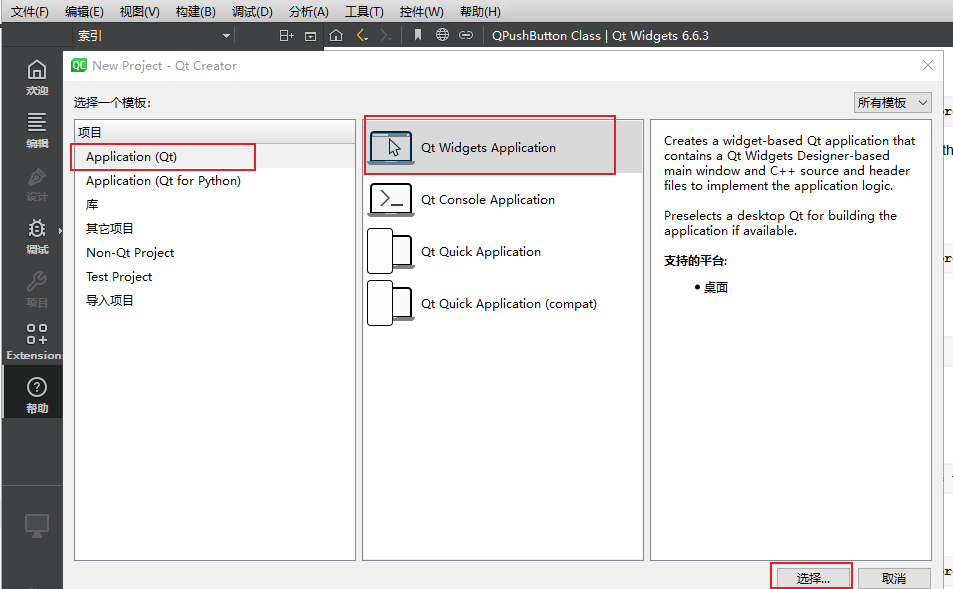 文件(F) 编辑(E) 视图(V) 构建(B) 调试(D) 分析(A) 工具(T) 控件(W) 帮助(H)
索引
QPushButton Class | Qt Widgets 6.6.3
QC New Project - Qt Creator
选择一个模板:
所有模板
项目
Application (Qt)
Application (Qt for Python)
库
其它项目
Non-Qt Project
Test Project
导入项目
Qt Widgets Application
Qt Console Application
Qt Quick Application
Qt Quick Application (compat)
Creates a widget-based Qt application that
contains a Qt Widgets Designer-based
main window and C++ source and header
files to implement the application logic.
Preselects a desktop Qt for building the
application if available.
支持的平台:
• 桌面
欢迎
编辑
设计
调试
项目
Extension
帮助
选择...
取消